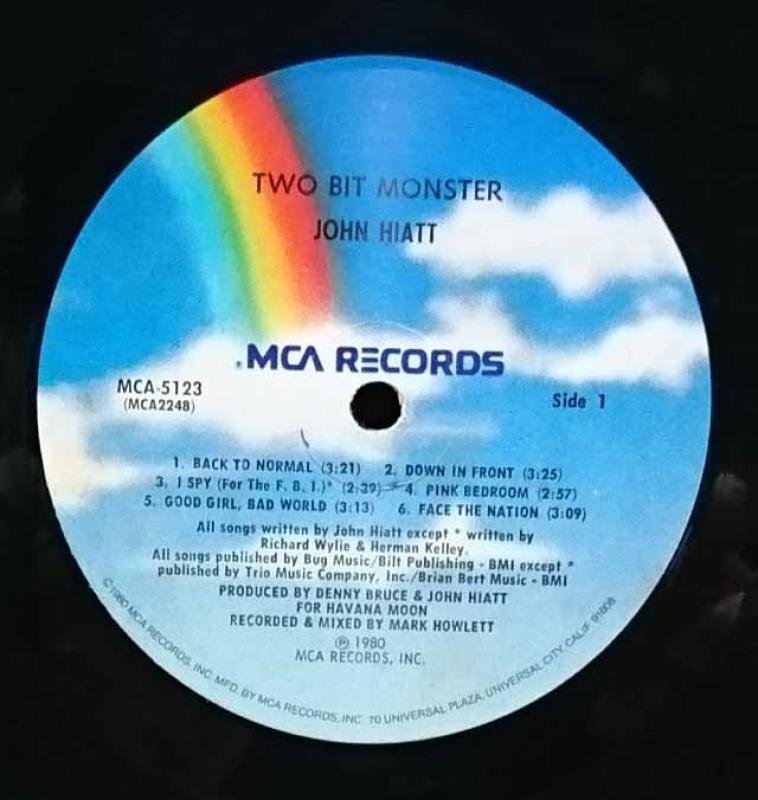 TWO BIT MONSTER
JOHN HIATT
MCA RECORDS
MCA-5123
(MCA2248)
Side 1
1. BACK TO NORMAL (3:21) 2. DOWN IN FRONT (3:25)
3. I SPY (For The F. B. I.)* (2:39) 4. PINK BEDROOM (2:57)
5. GOOD GIRL, BAD WORLD (3:13) 6. FACE THE NATION (3:09)
All songs written by John Hiatt except * written by
Richard Wylie & Herman Kelley.
All songs published by Bug Music/Bilt Publishing - BMI except *
published by Trio Music Company, Inc./Brian Bert Music - BMI
PRODUCED BY DENNY BRUCE & JOHN HIATT
FOR HAVANA MOON
RECORDED & MIXED BY MARK HOWLETT
℗ 1980
MCA RECORDS, INC.
©1980 MCA RECORDS, INC. MFD. BY MCA RECORDS, INC. 70 UNIVERSAL PLAZA, UNIVERSAL CITY, CALIF. 91608